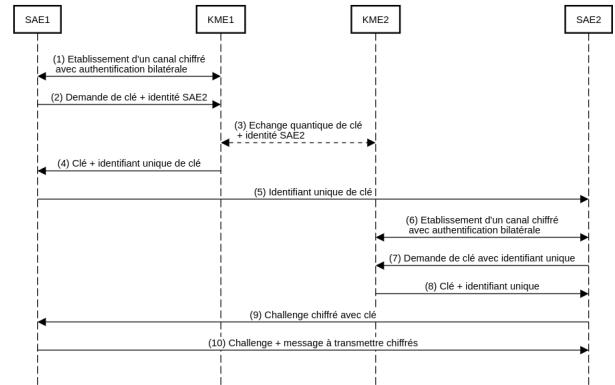 SAE1 KME1 KME2 SAE2
(1) Etablissement d'un canal chiffré
avec authentification bilatérale
(2) Demande de clé + identité SAE2
(3) Echange quantique de clé
+ identité SAE2
(4) Clé + identifiant unique de clé
(5) Identifiant unique de clé
(6) Etablissement d'un canal chiffré
avec authentification bilatérale
(7) Demande de clé avec identifiant unique
(8) Clé + identifiant unique
(9) Challenge chiffré avec clé
(10) Challenge + message à transmettre chiffrés